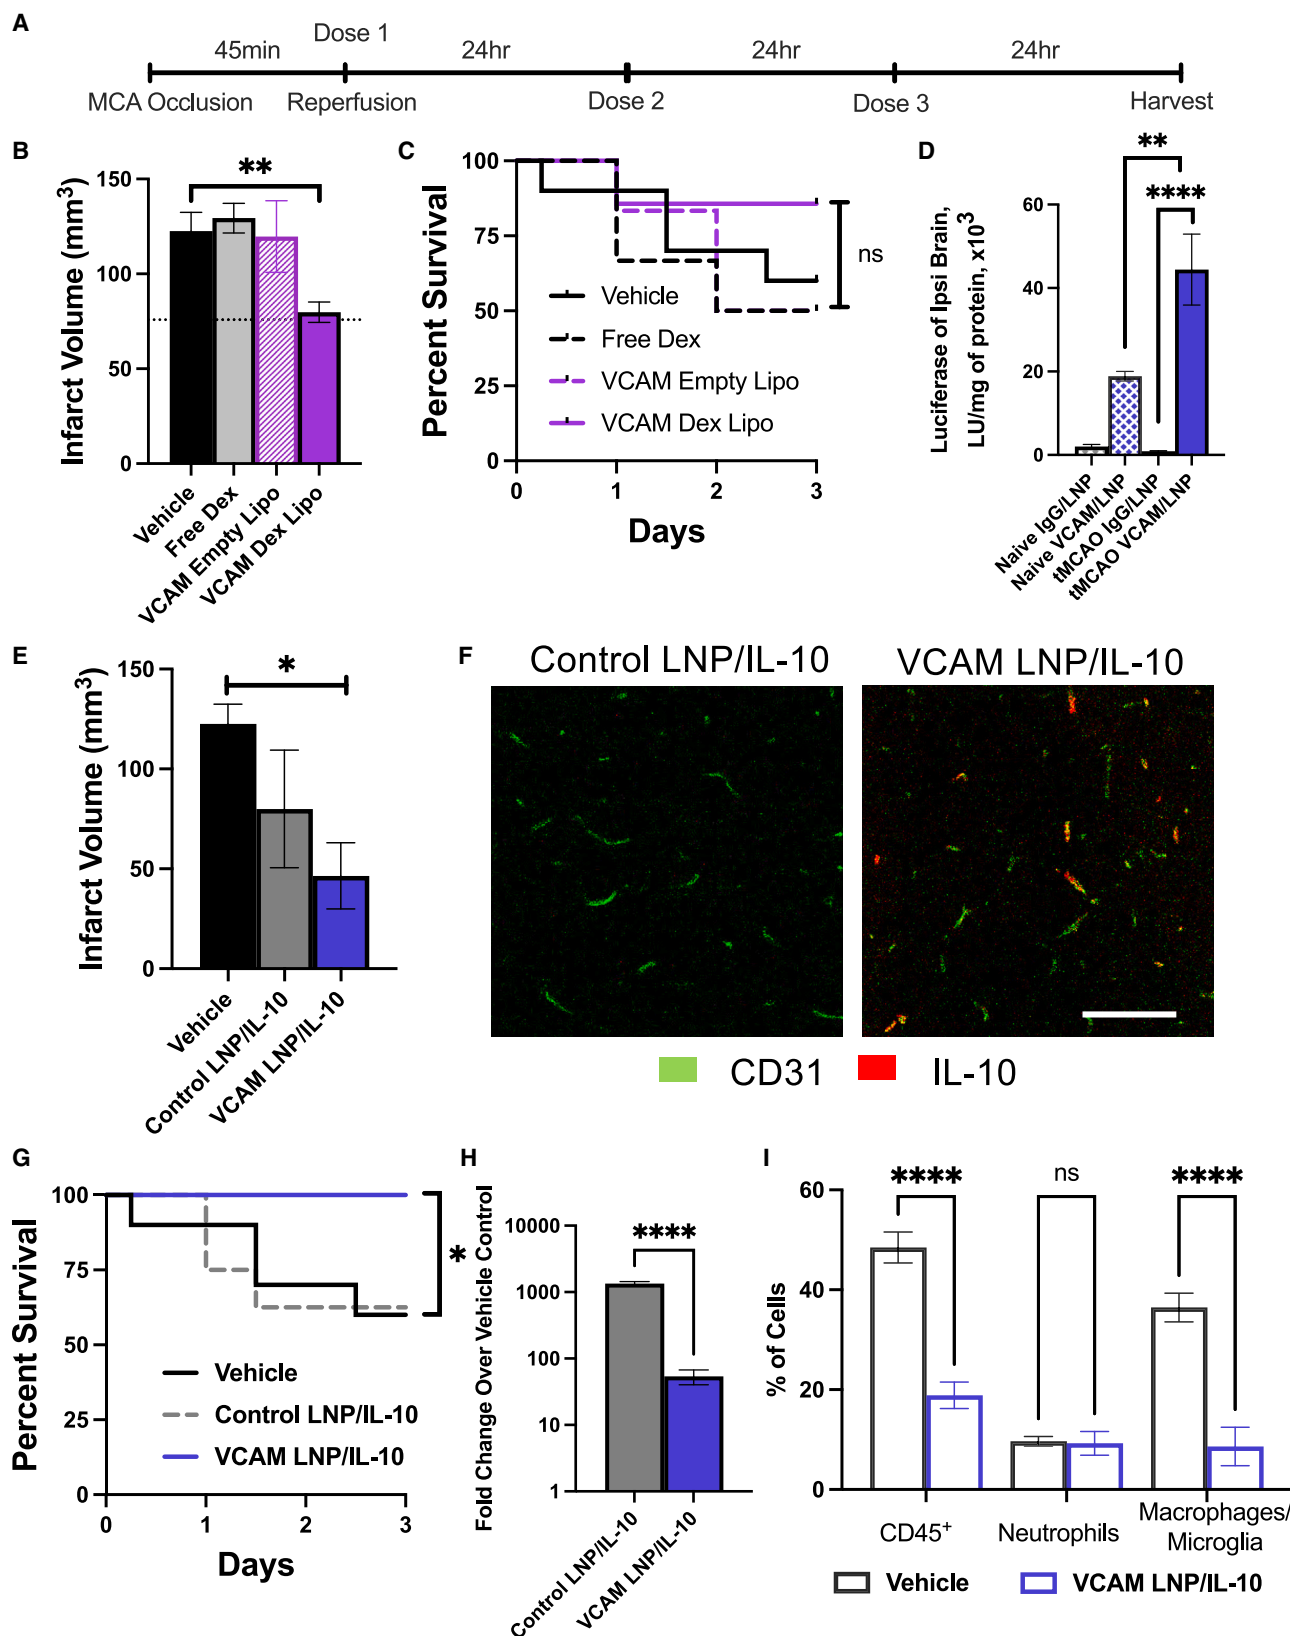 A
Dose 1
45min 24hr 24hr 24hr
MCA Occlusion Reperfusion Dose 2 Dose 3 Harvest
B
**
Infarct Volume (mm³)
150
100
50
0
Vehicle
Free Dex
VCAM Empty Lipo
VCAM Dex Lipo
C
Percent Survival
100
75
50
25
0
ns
Vehicle
Free Dex
VCAM Empty Lipo
VCAM Dex Lipo
0 1 2 3
Days
D
**
****
Luciferase of Ipsi Brain,
LU/mg of protein, x10³
60
40
20
0
Naive IgG/LNP
Naive VCAM/LNP
tMCAO IgG/LNP
tMCAO VCAM/LNP
E
*
Infarct Volume (mm³)
150
100
50
0
Vehicle
Control LNP/IL-10
VCAM LNP/IL-10
F
Control LNP/IL-10 VCAM LNP/IL-10
CD31 IL-10
G
Percent Survival
100
75
50
25
0
*
Vehicle
Control LNP/IL-10
VCAM LNP/IL-10
0 1 2 3
Days
H
****
Fold Change Over Vehicle Control
10000
1000
100
10
1
Control LNP/IL-10
VCAM LNP/IL-10
I
**** ns ****
% of Cells
60
40
20
0
CD45⁺ Neutrophils Macrophages/
Microglia
Vehicle VCAM LNP/IL-10